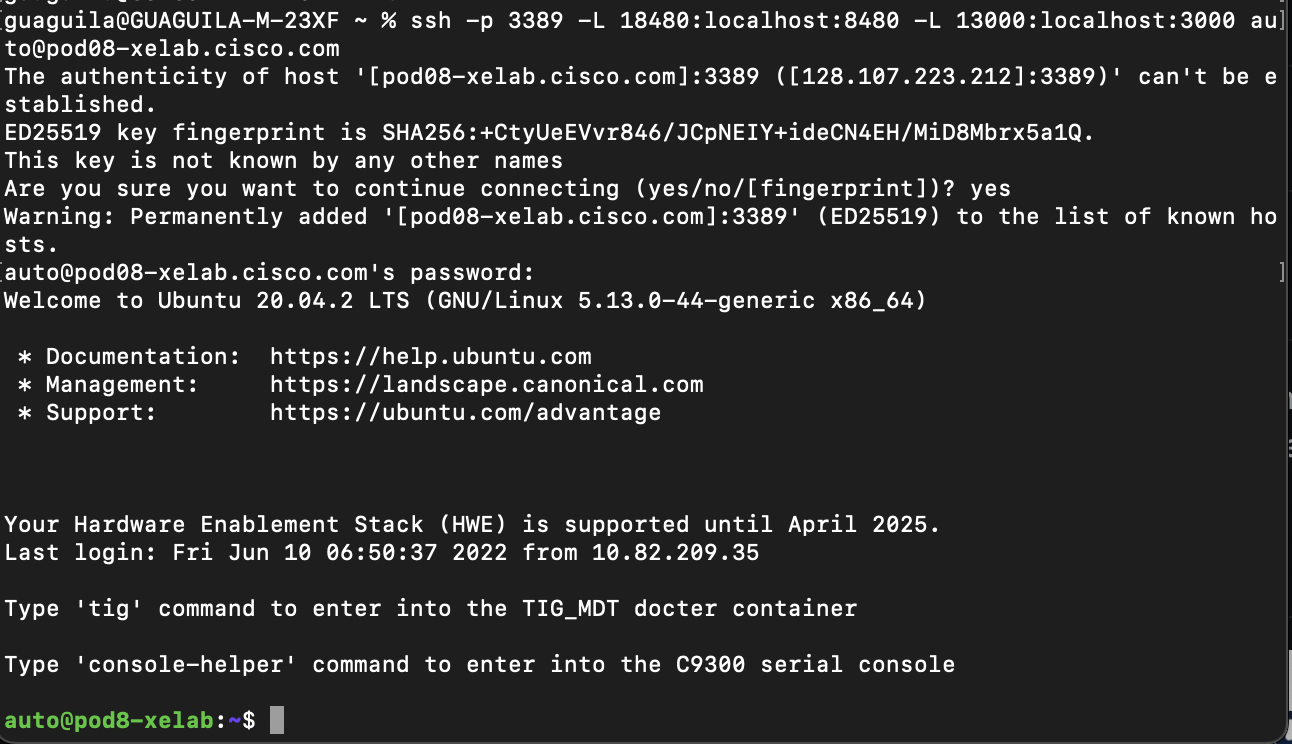 guaguila@GUAGUILA-M-23XF ~ % ssh -p 3389 -L 18480:localhost:8480 -L 13000:localhost:3000 au
to@pod08-xelab.cisco.com
The authenticity of host '[pod08-xelab.cisco.com]:3389 ([128.107.223.212]:3389)' can't be e
stablished.
ED25519 key fingerprint is SHA256:+CtyUeEVvr846/JCpNEIY+ideCN4EH/MiD8Mbrx5a1Q.
This key is not known by any other names
Are you sure you want to continue connecting (yes/no/[fingerprint])? yes
Warning: Permanently added '[pod08-xelab.cisco.com]:3389' (ED25519) to the list of known ho
sts.
auto@pod08-xelab.cisco.com's password:
Welcome to Ubuntu 20.04.2 LTS (GNU/Linux 5.13.0-44-generic x86_64)
* Documentation: https://help.ubuntu.com
* Management: https://landscape.canonical.com
* Support: https://ubuntu.com/advantage
Your Hardware Enablement Stack (HWE) is supported until April 2025.
Last login: Fri Jun 10 06:50:37 2022 from 10.82.209.35
Type 'tig' command to enter into the TIG_MDT docter container
Type 'console-helper' command to enter into the C9300 serial console
auto@pod8-xelab:~$